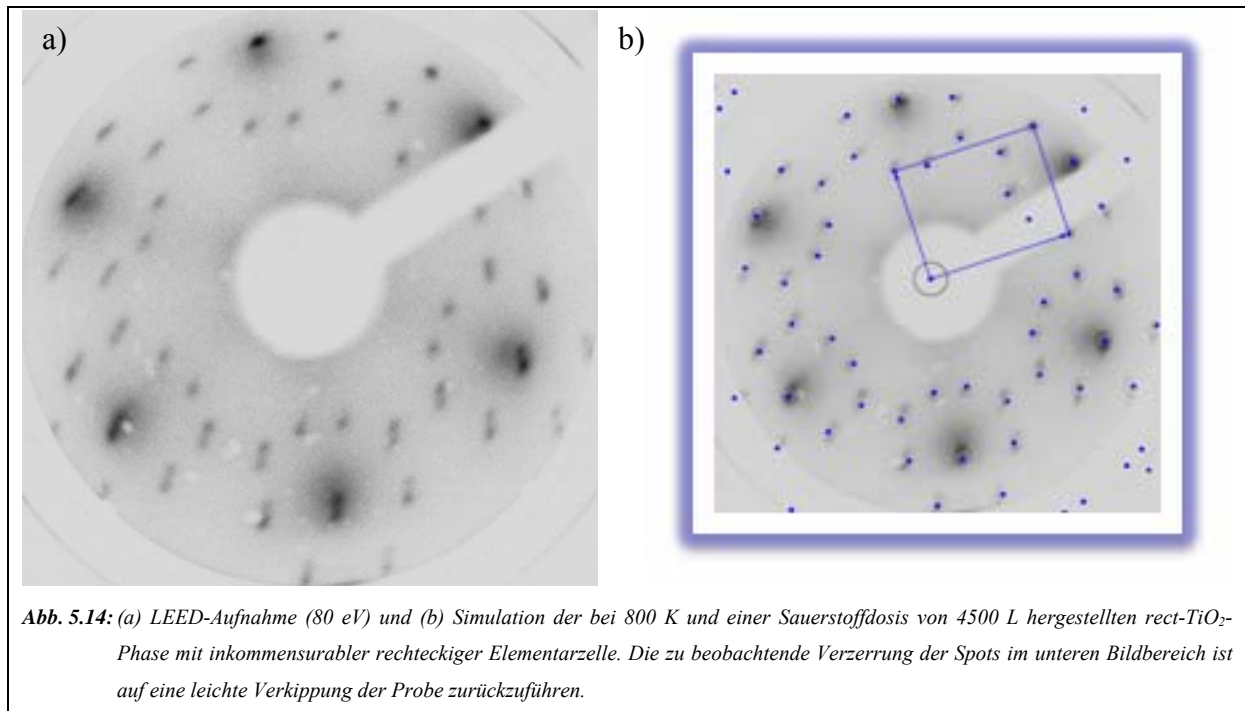 a)
b)
Abb. 5.14: (a) LEED-Aufnahme (80 eV) und (b) Simulation der bei 800 K und einer Sauerstoffdosis von 4500 L hergestellten rect-TiO₂-
Phase mit inkommensurabler rechteckiger Elementarzelle. Die zu beobachtende Verzerrung der Spots im unteren Bildbereich ist
auf eine leichte Verkippung der Probe zurückzuführen.